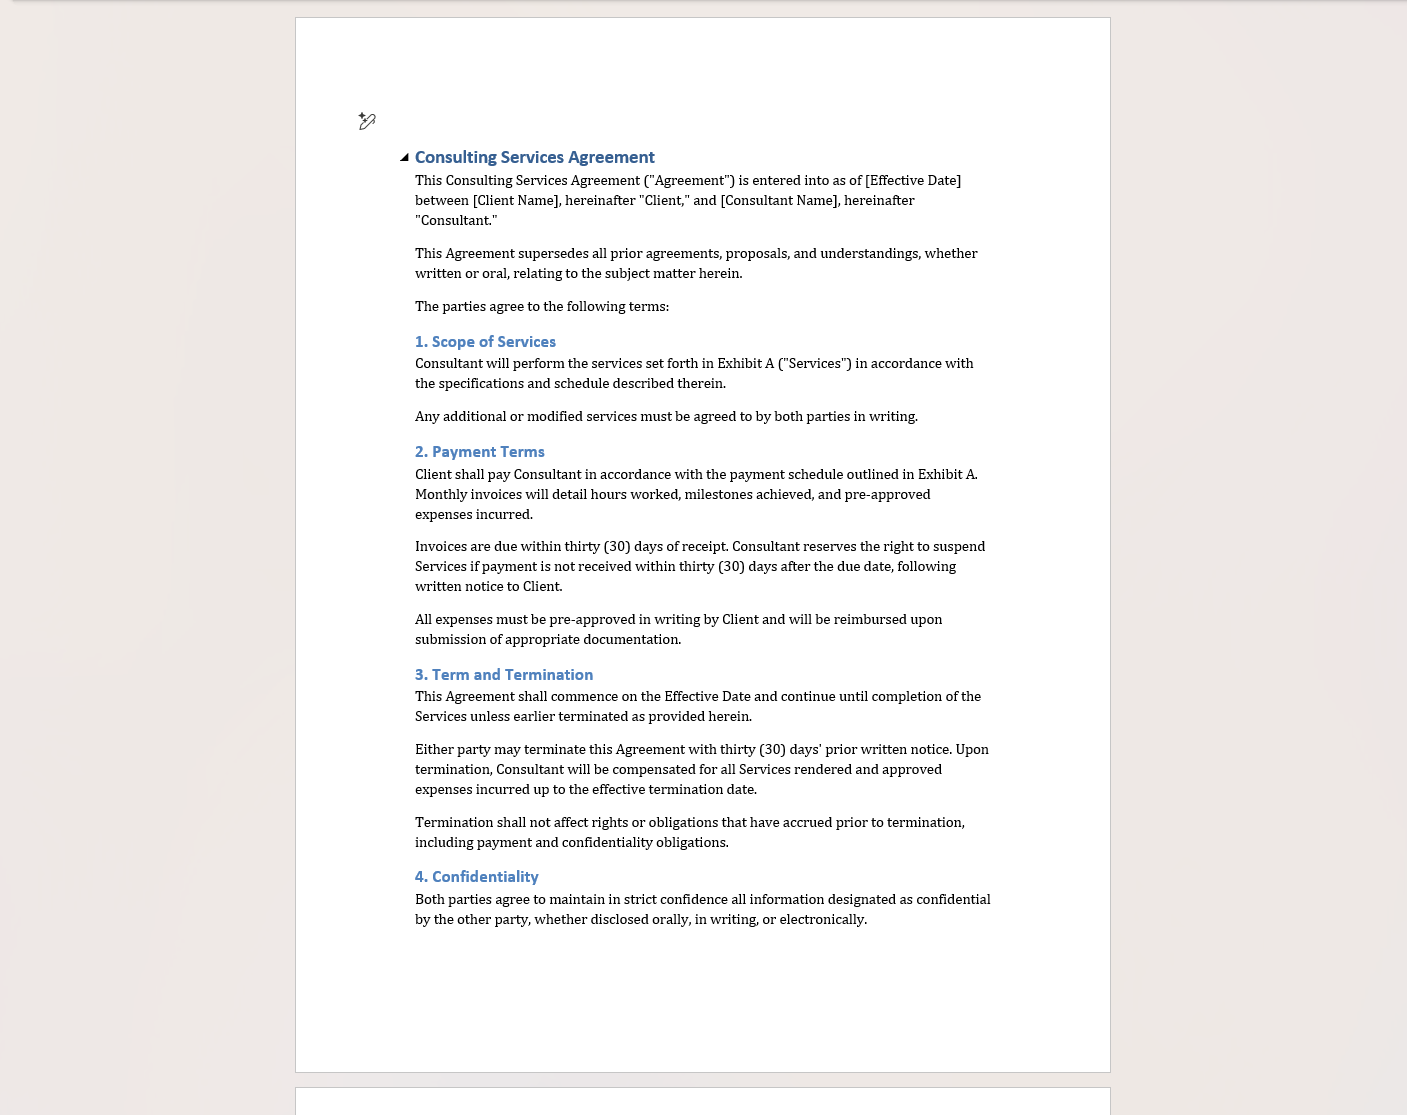 Consulting Services Agreement
This Consulting Services Agreement ("Agreement") is entered into as of [Effective Date]
between [Client Name], hereinafter "Client," and [Consultant Name], hereinafter
"Consultant."
This Agreement supersedes all prior agreements, proposals, and understandings, whether
written or oral, relating to the subject matter herein.
The parties agree to the following terms:
1. Scope of Services
Consultant will perform the services set forth in Exhibit A ("Services") in accordance with
the specifications and schedule described therein.
Any additional or modified services must be agreed to by both parties in writing.
2. Payment Terms
Client shall pay Consultant in accordance with the payment schedule outlined in Exhibit A.
Monthly invoices will detail hours worked, milestones achieved, and pre-approved
expenses incurred.
Invoices are due within thirty (30) days of receipt. Consultant reserves the right to suspend
Services if payment is not received within thirty (30) days after the due date, following
written notice to Client.
All expenses must be pre-approved in writing by Client and will be reimbursed upon
submission of appropriate documentation.
3. Term and Termination
This Agreement shall commence on the Effective Date and continue until completion of the
Services unless earlier terminated as provided herein.
Either party may terminate this Agreement with thirty (30) days' prior written notice. Upon
termination, Consultant will be compensated for all Services rendered and approved
expenses incurred up to the effective termination date.
Termination shall not affect rights or obligations that have accrued prior to termination,
including payment and confidentiality obligations.
4. Confidentiality
Both parties agree to maintain in strict confidence all information designated as confidential
by the other party, whether disclosed orally, in writing, or electronically.